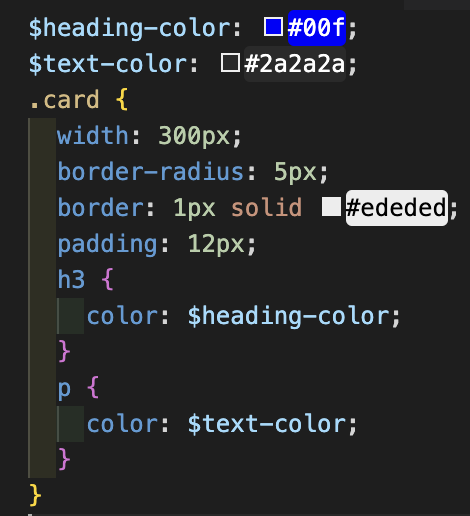 $heading-color: #00f;
$text-color: #2a2a2a;
.card {
width: 300px;
border-radius: 5px;
border: 1px solid #ededed;
padding: 12px;
h3 {
color: $heading-color;
}
p {
color: $text-color;
}
}